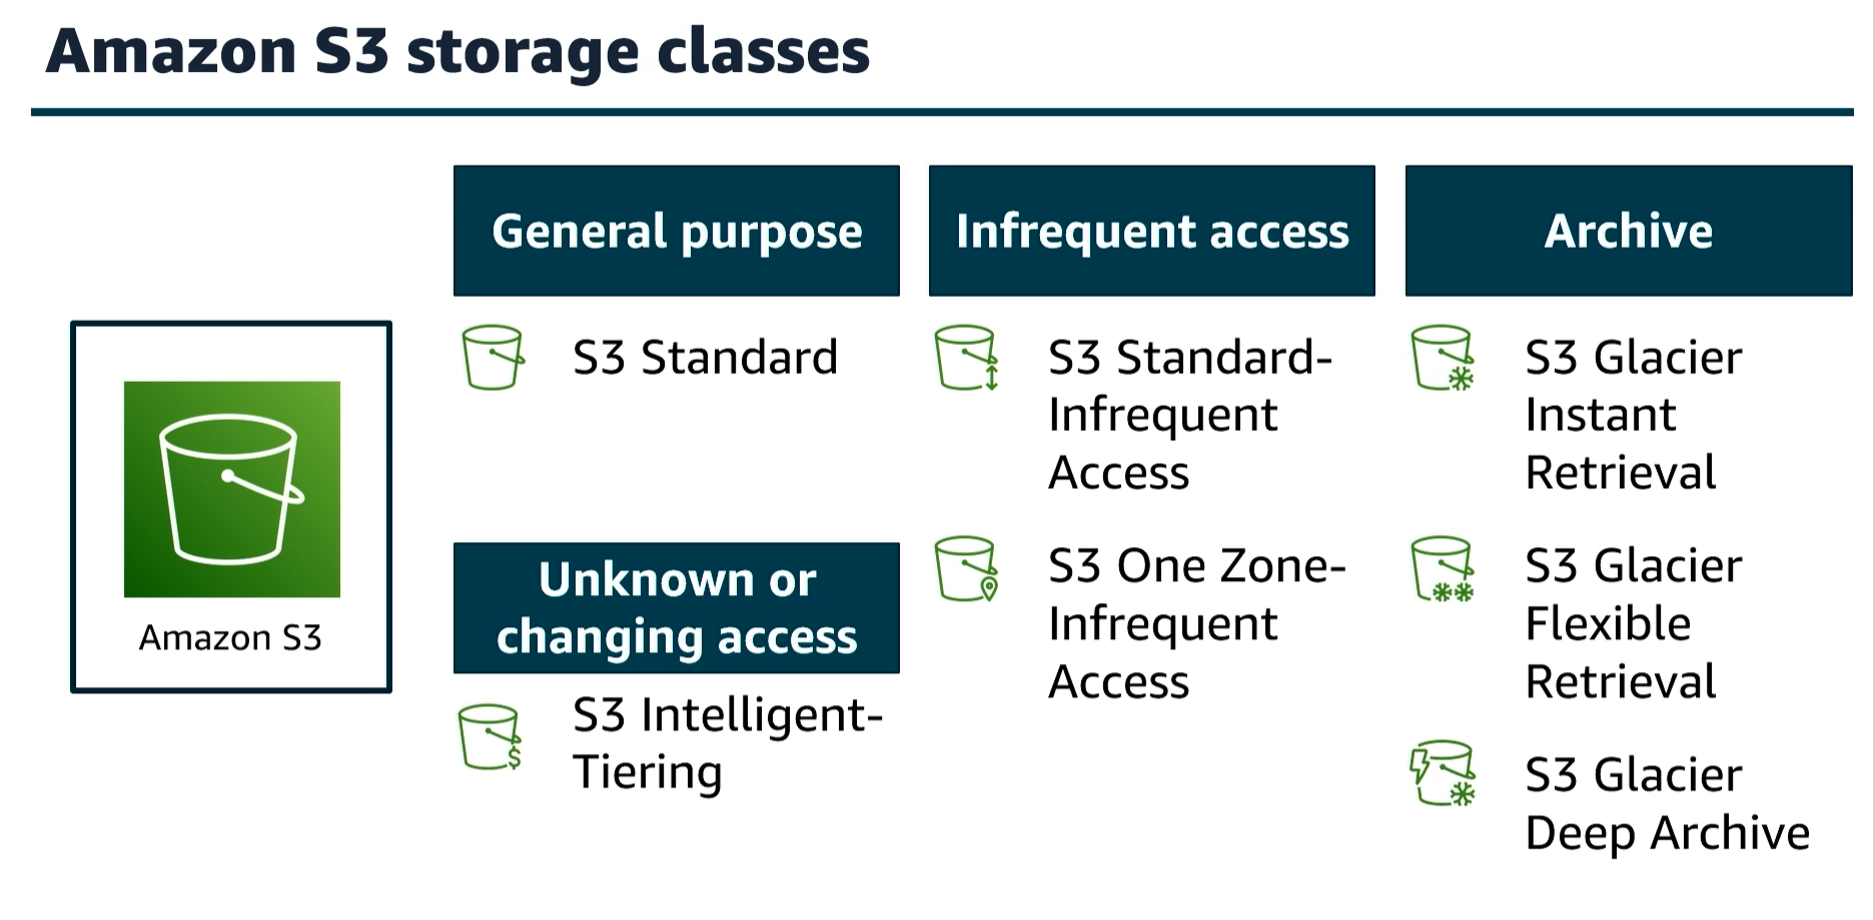 Amazon S3 storage classes
Amazon S3
General purpose
S3 Standard
Unknown or
changing access
S3 Intelligent-
Tiering
Infrequent access
S3 Standard-
Infrequent
Access
S3 One Zone-
Infrequent
Access
Archive
S3 Glacier
Instant
Retrieval
S3 Glacier
Flexible
Retrieval
S3 Glacier
Deep Archive